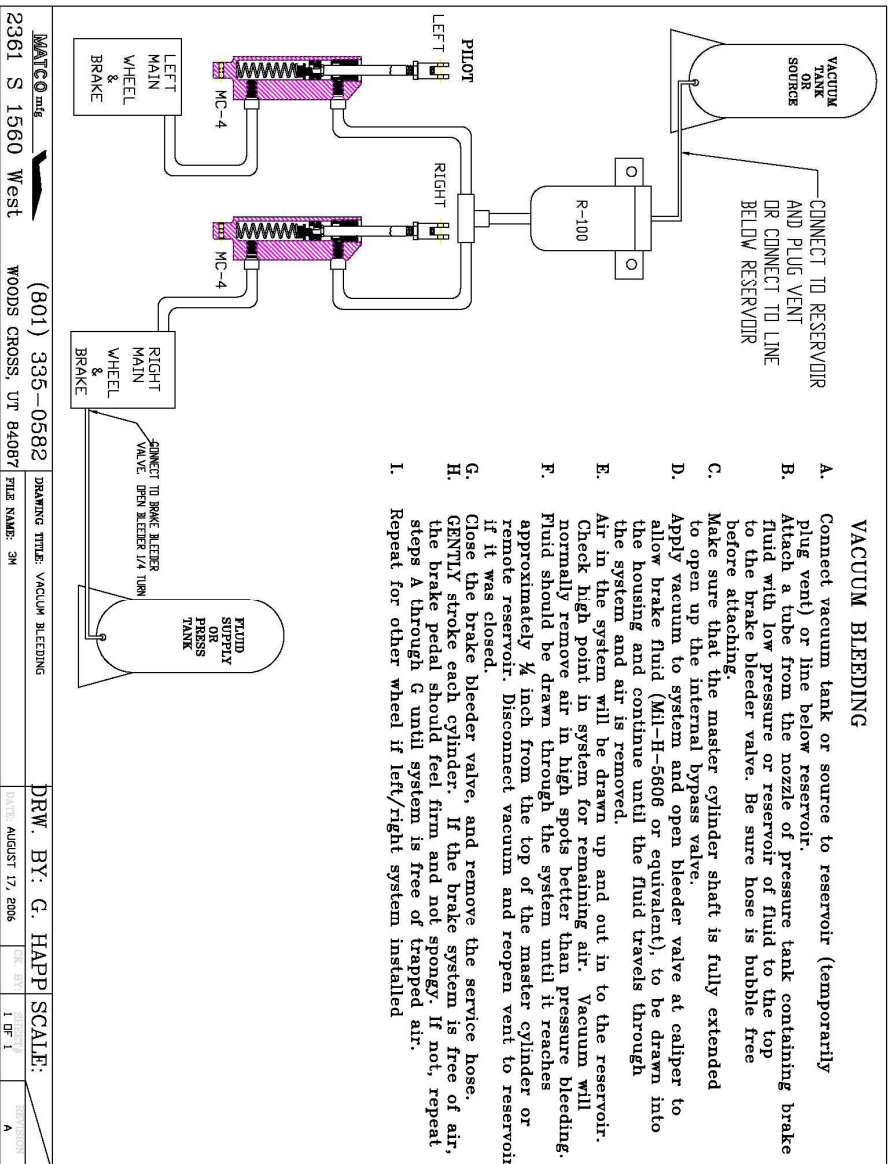 VACUUM BLEEDING
A. Connect vacuum tank or source to reservoir (temporarily
plug vent) or line below reservoir.
B. Attach a tube from the nozzle of pressure tank containing brake
fluid with low pressure or reservoir of fluid to the top
to the brake bleeder valve. Be sure hose is bubble free
before attaching.
C. Make sure that the master cylinder shaft is fully extended
to open up the internal bypass valve.
D. Apply vacuum to system and open bleeder valve at caliper to
allow brake fluid (Mil-H-5606 or equivalent), to be drawn into
the housing and continue until the fluid travels through
the system and air is removed.
E. Air in the system will be drawn up and out in to the reservoir.
Check high point in system for remaining air. Vacuum will
normally remove air in high spots better than pressure bleeding.
F. Fluid should be drawn through the system until it reaches
approximately ¼ inch from the top of the master cylinder or
remote reservoir. Disconnect vacuum and reopen vent to reservoir
if it was closed.
G. Close the brake bleeder valve, and remove the service hose.
H. GENTLY stroke each cylinder. If the brake system is free of air,
the brake pedal should feel firm and not spongy. If not, repeat
steps A through G until system is free of trapped air.
I. Repeat for other wheel if left/right system installed
VACUUM
TANK
OR
SOURCE
CONNECT TO RESERVOIR
AND PLUG VENT
OR CONNECT TO LINE
BELOW RESERVOIR
R-100
PILOT
LEFT
RIGHT
MC-4
MC-4
LEFT
MAIN
WHEEL
&
BRAKE
RIGHT
MAIN
WHEEL
&
BRAKE
CONNECT TO BRAKE BLEEDER
VALVE. OPEN BLEEDER 1/4 TURN
FLUID
SUPPLY
OR
PRESS
TANK
MATCO mfg
(801) 335-0582
2361 S 1560 West
WOODS CROSS, UT 84087
DRAWING TITLE: VACUUM BLEEDING
FILE NAME: 3M
DRW. BY: G. HAPP
SCALE:
DATE: AUGUST 17, 2006
CK. BY:
SHEET#
1 OF 1
REVISION
A